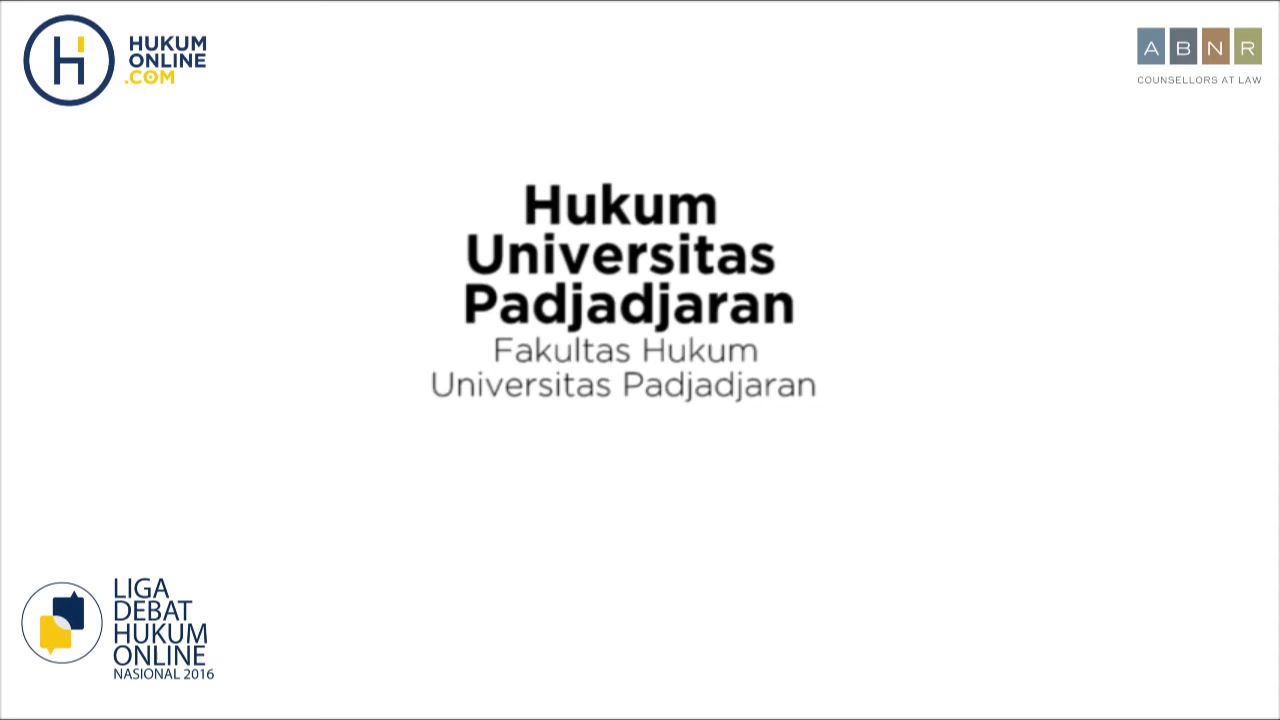 HUKUM
ONLINE
.COM
A B N R
COUNSELLORS AT LAW
Hukum
Universitas
Padjadjaran
Fakultas Hukum
Universitas Padjadjaran
LIGA
DEBAT
HUKUM
ONLINE
NASIONAL 2016